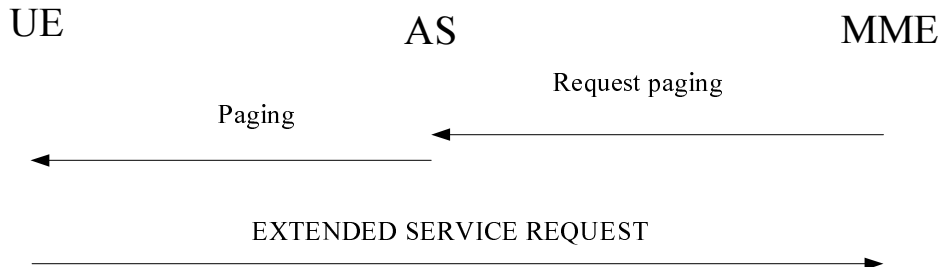 UE
AS
MME
Request paging
Paging
EXTENDED SERVICE REQUEST